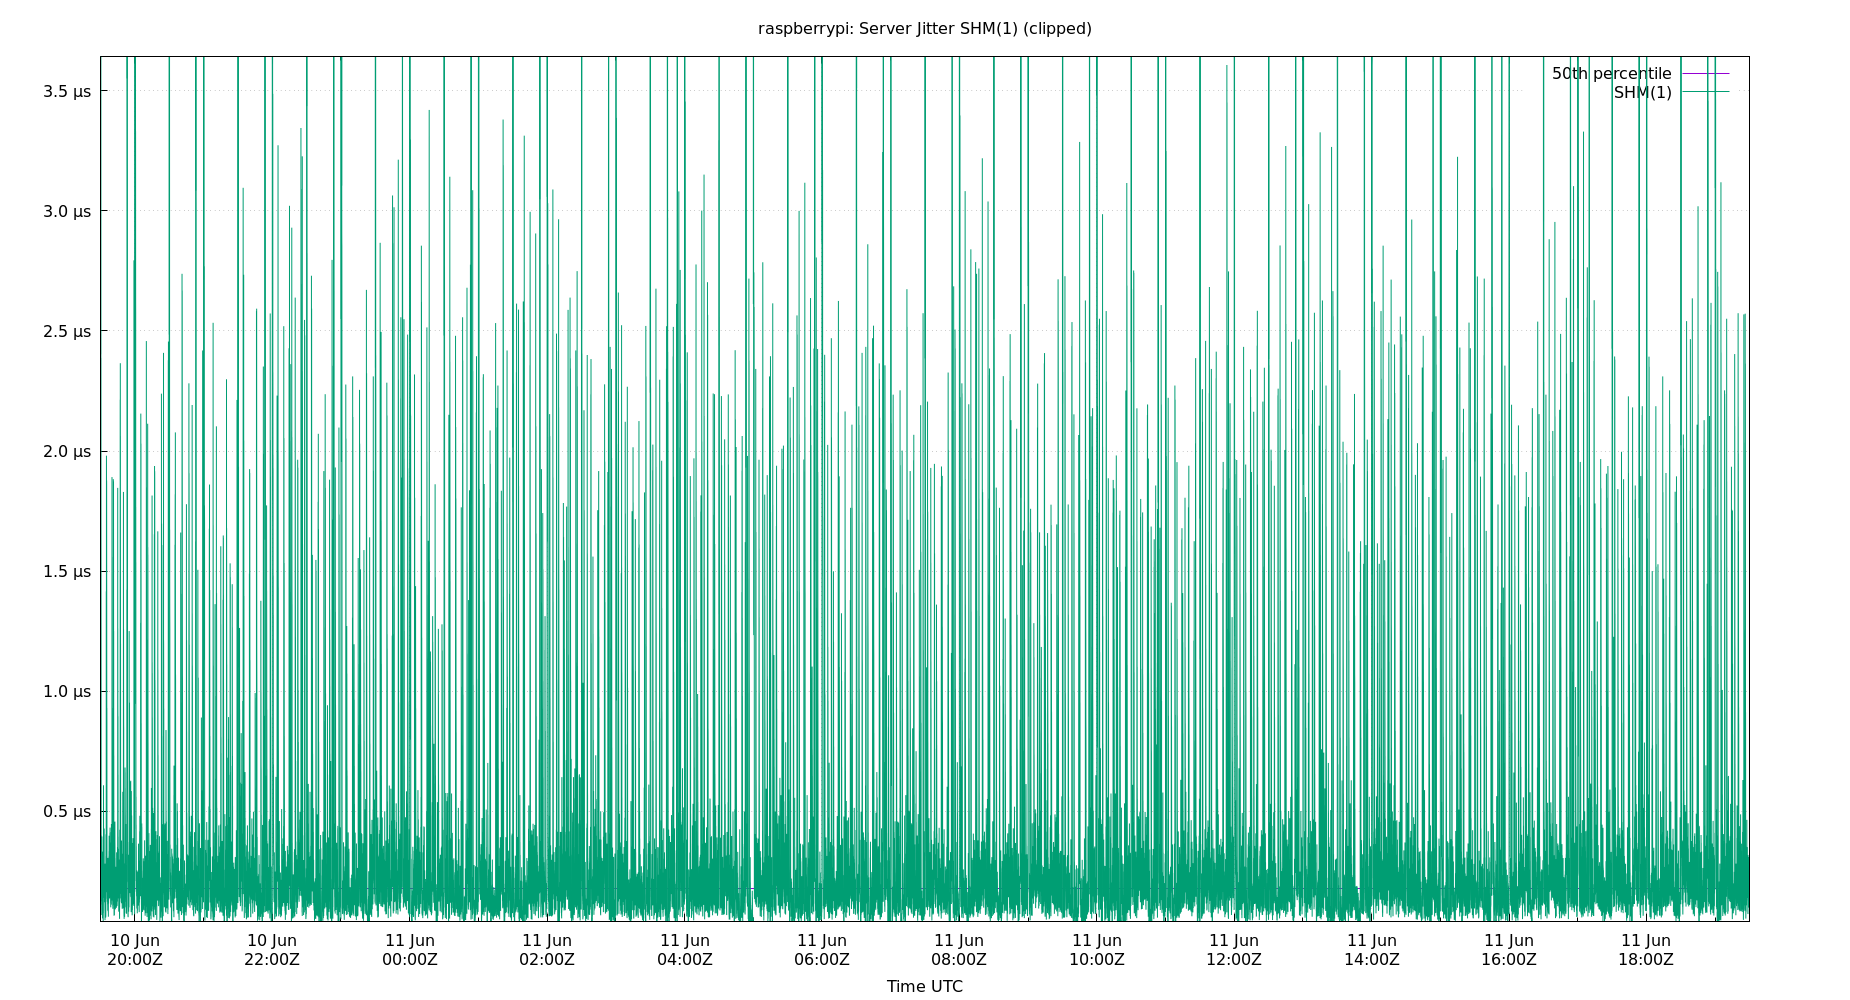 raspberrypi: Server Jitter SHM(1) (clipped)
50th percentile
SHM(1)
3.5 µs
3.0 µs
2.5 µs
2.0 µs
1.5 µs
1.0 µs
0.5 µs
10 Jun 10 Jun 11 Jun 11 Jun 11 Jun 11 Jun 11 Jun 11 Jun 11 Jun 11 Jun 11 Jun 11 Jun
20:00Z 22:00Z 00:00Z 02:00Z 04:00Z 06:00Z 08:00Z 10:00Z 12:00Z 14:00Z 16:00Z 18:00Z
Time UTC